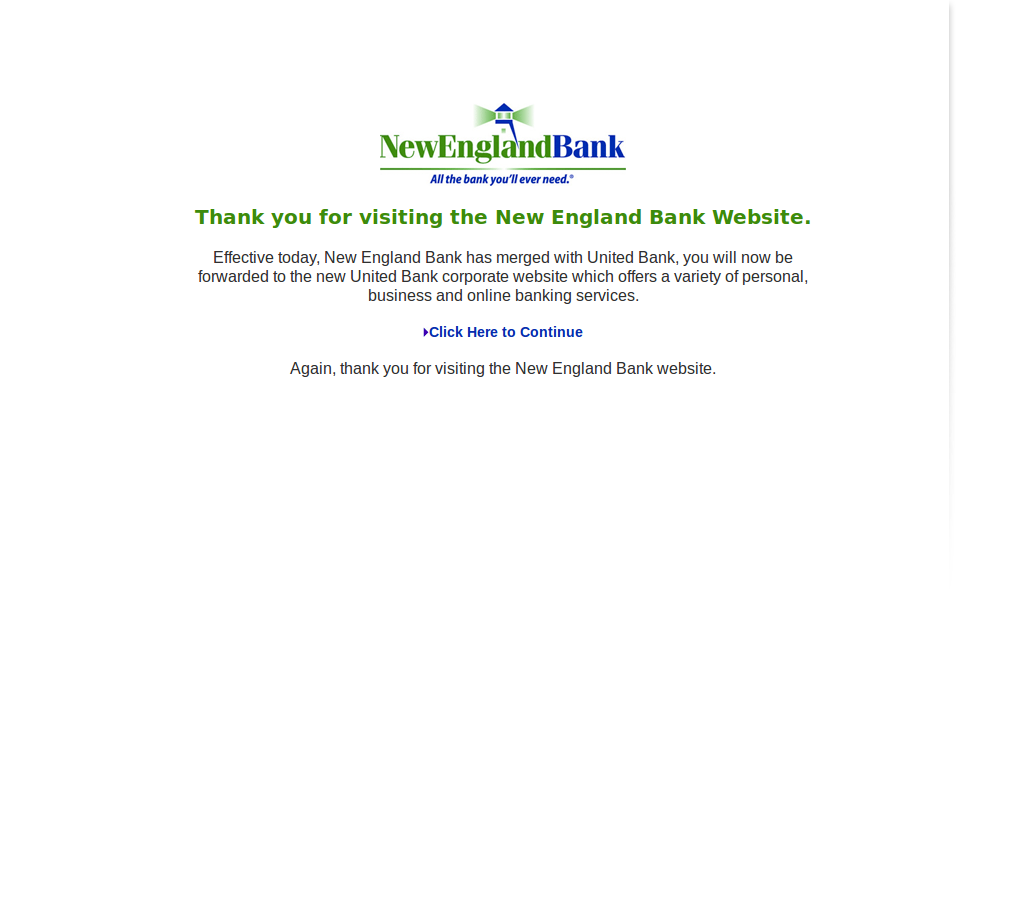 NewEnglandBank
All the bank you'll ever need.®
Thank you for visiting the New England Bank Website.
Effective today, New England Bank has merged with United Bank, you will now be
forwarded to the new United Bank corporate website which offers a variety of personal,
business and online banking services.
Click Here to Continue
Again, thank you for visiting the New England Bank website.